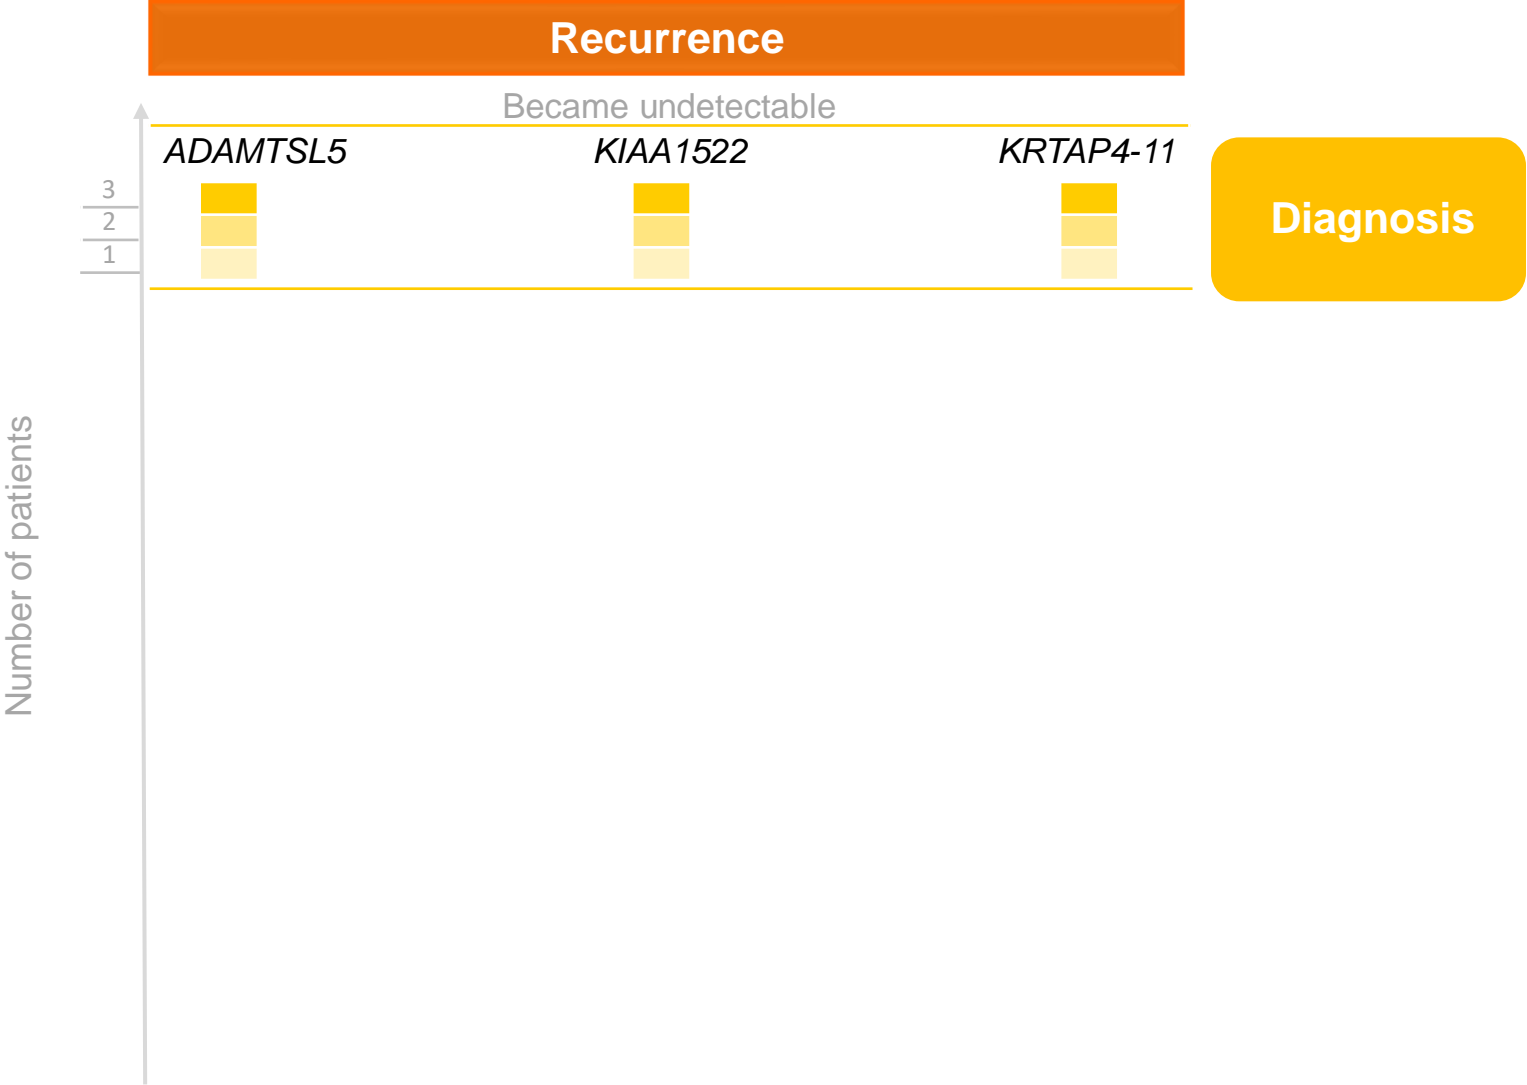 Recurrence
Became undetectable
ADAMTSL5 KIAA1522 KRTAP4-11
3
2
1
Diagnosis
Number of patients